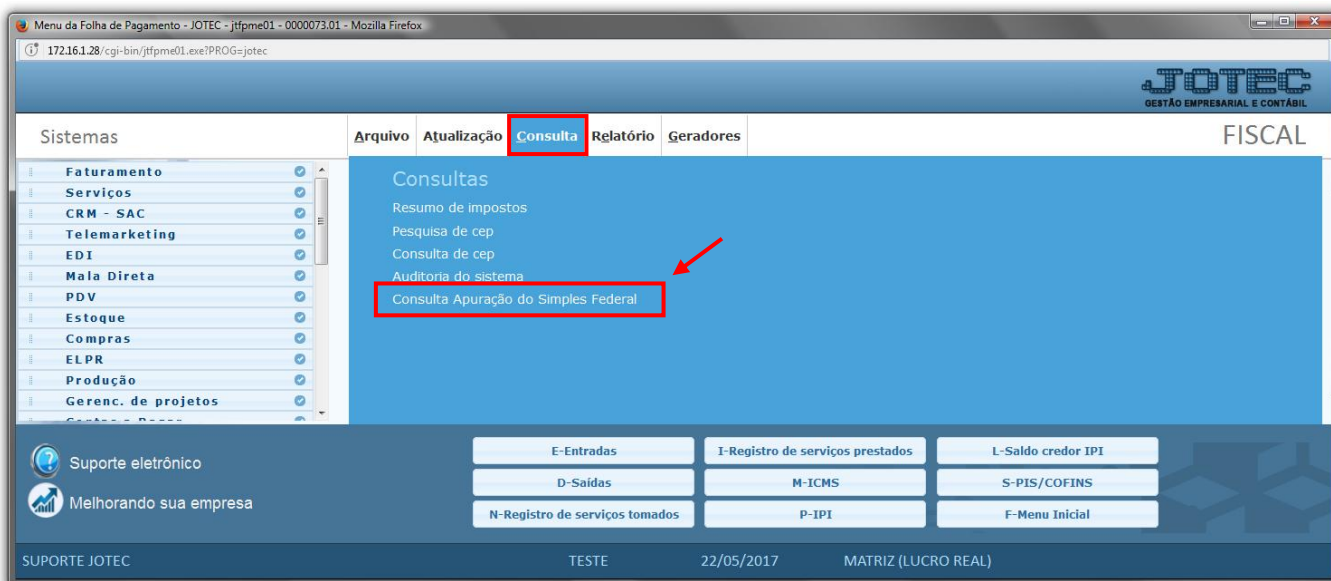 Menu da Folha de Pagamento - JOTEC - jtfpme01 - 0000073.01 - Mozilla Firefox
172.16.1.28/cgi-bin/jtfpme01.exe?PROG=jotec
JOTEC
GESTÃO EMPRESARIAL E CONTÁBIL
Sistemas
Arquivo Atualização Consulta Relatório Geradores
FISCAL
Faturamento
Serviços
CRM - SAC
Telemarketing
EDI
Mala Direta
PDV
Estoque
Compras
ELPR
Produção
Gerenc. de projetos
Consultas
Resumo de impostos
Pesquisa de cep
Consulta de cep
Auditoria do sistema
Consulta Apuração do Simples Federal
Suporte eletrônico
Melhorando sua empresa
E-Entradas I-Registro de serviços prestados L-Saldo credor IPI
D-Saídas M-ICMS S-PIS/COFINS
N-Registro de serviços tomados P-IPI F-Menu Inicial
SUPORTE JOTEC TESTE 22/05/2017 MATRIZ (LUCRO REAL)